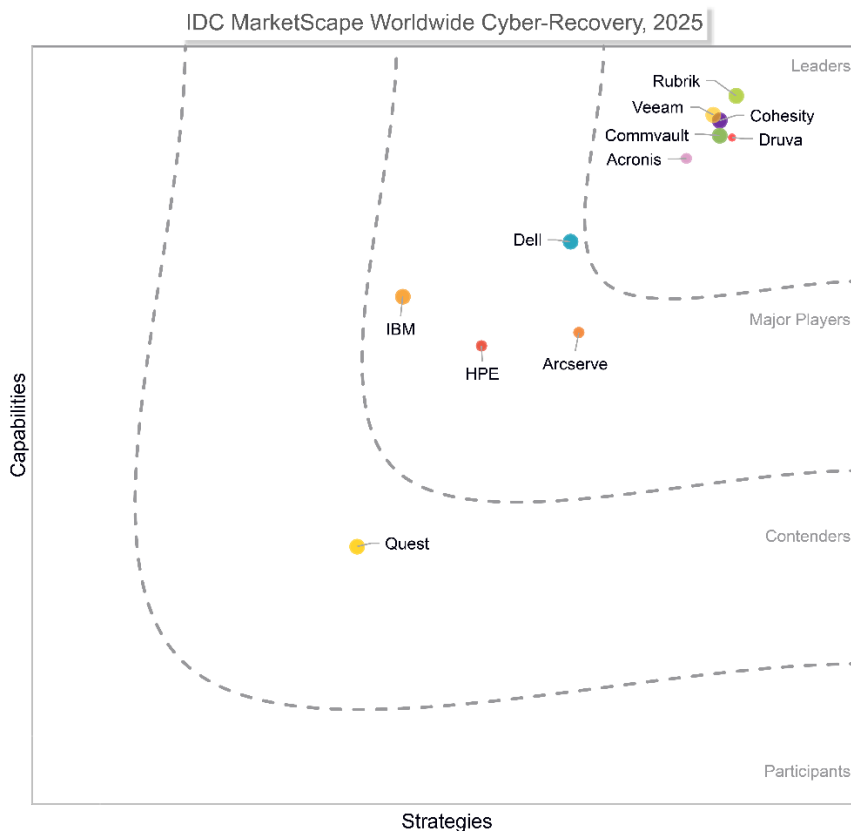 IDC MarketScape Worldwide Cyber-Recovery, 2025
Leaders
Rubrik
Veeam
Cohesity
Commvault
Druva
Acronis
Dell
Major Players
IBM
HPE
Arcserve
Capabilities
Contenders
Quest
Participants
Strategies